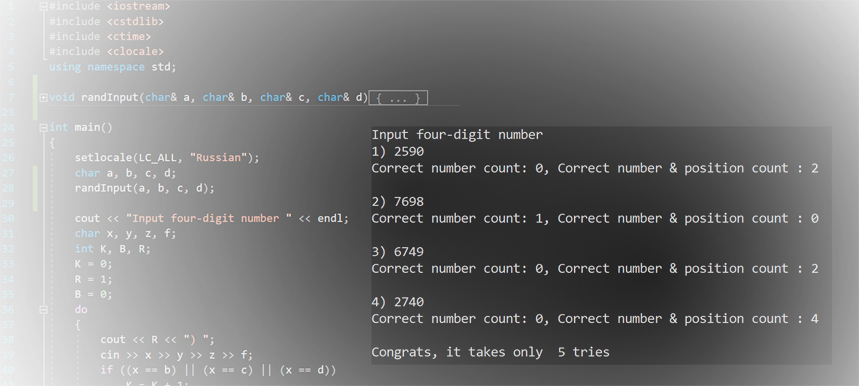 1 #include <iostream>
2 #include <cstdlib>
3 #include <ctime>
4 #include <clocale>
5 using namespace std;
6
7 void randInput(char& a, char& b, char& c, char& d) { ... }
23
24 int main()
25 {
26 setlocale(LC_ALL, "Russian");
27 char a, b, c, d;
28 randInput(a, b, c, d);
29
30 cout << "Input four-digit number " << endl;
31 char x, y, z, f;
32 int K, B, R;
33 K = 0;
34 R = 1;
35 B = 0;
36 do
37 {
38 cout << R << ") ";
39 cin >> x >> y >> z >> f;
40 if ((x == b) || (x == c) || (x == d))
K = K + 1;
Input four-digit number
1) 2590
Correct number count: 0, Correct number & position count : 2
2) 7698
Correct number count: 1, Correct number & position count : 0
3) 6749
Correct number count: 0, Correct number & position count : 2
4) 2740
Correct number count: 0, Correct number & position count : 4
Congrats, it takes only  5 tries